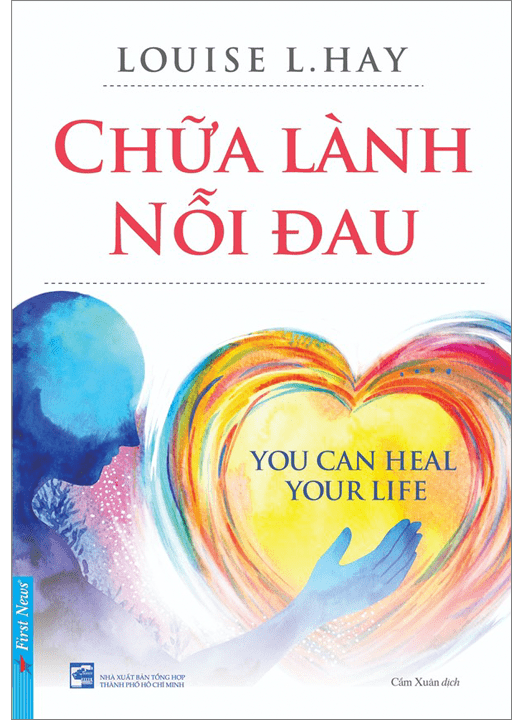 LOUISE L.HAY
CHỮA LÀNH
NỖI ĐAU
YOU CAN HEAL
YOUR LIFE
First News
NHÀ XUẤT BẢN TỔNG HỢP
THÀNH PHỐ HỒ CHÍ MINH
Cẩm Xuân dịch